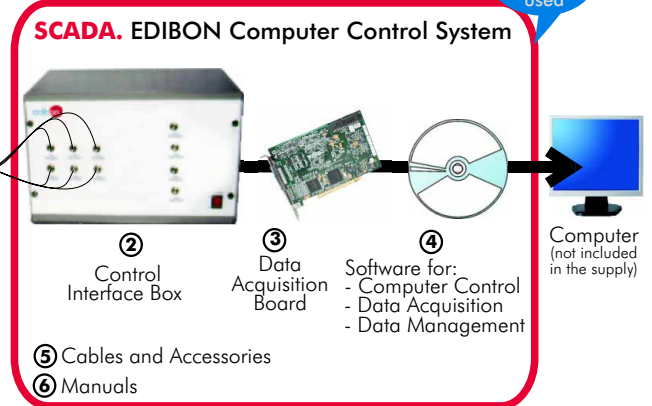 used
SCADA. EDIBON Computer Control System
edibon
2
Control
Interface Box
3
Data
Acquisition
Board
4
Software for:
- Computer Control
- Data Acquisition
- Data Management
Computer
(not included
in the supply)
5 Cables and Accessories
6 Manuals